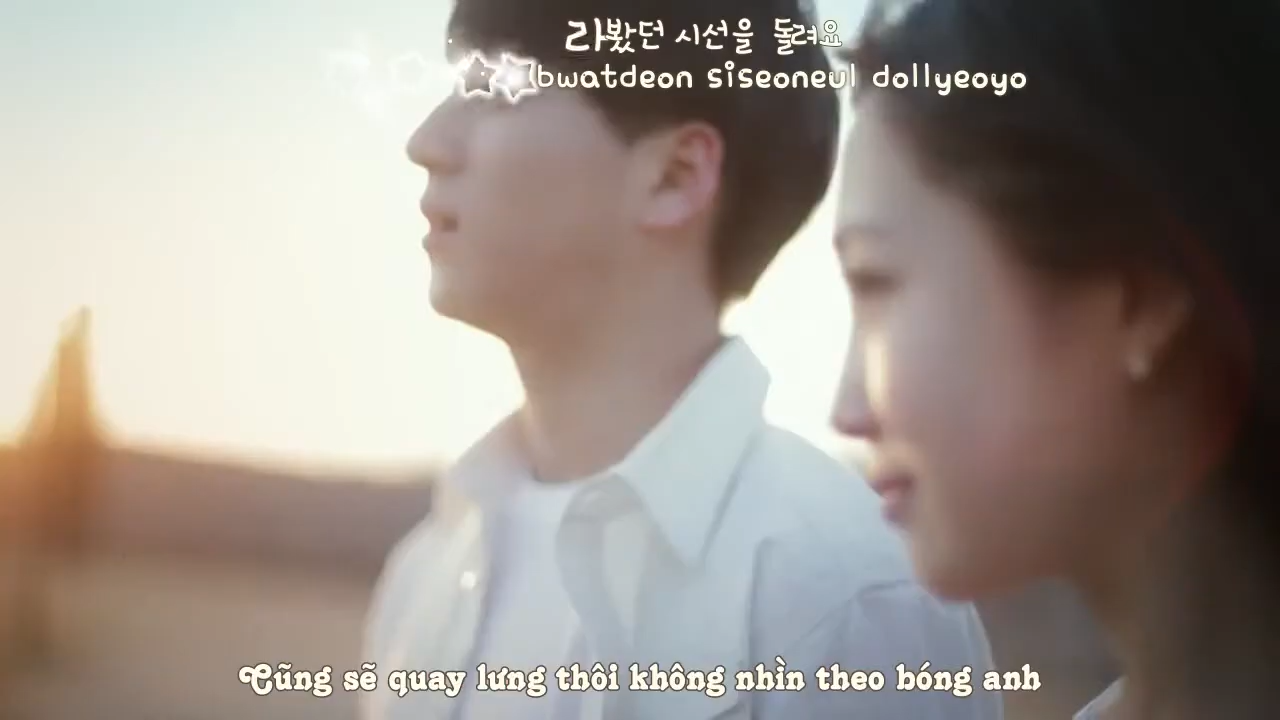 라봤던 시선을 돌려요
bwatdeon siseoneul dollyeoyo
Cũng sẽ quay lưng thôi không nhìn theo bóng anh